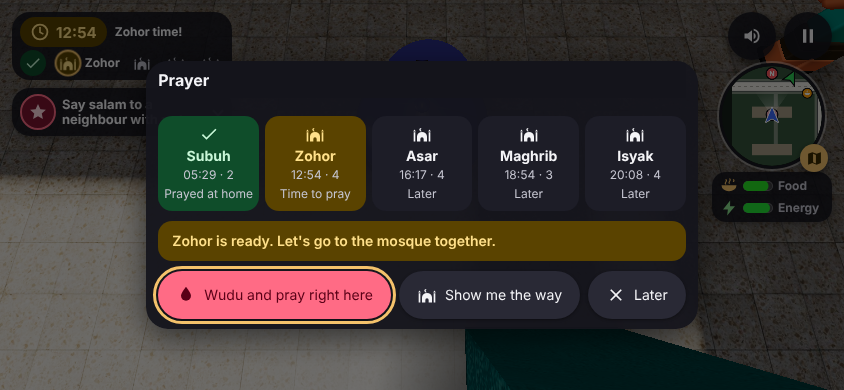 12:54
Zohor time!
Zohor
Say salam to
neighbour wi
Prayer
Subuh
05:29 · 2
Prayed at home
Zohor
12:54 · 4
Time to pray
Asar
16:17 · 4
Later
Maghrib
18:54 · 3
Later
Isyak
20:08 · 4
Later
Zohor is ready. Let's go to the mosque together.
Wudu and pray right here
Show me the way
Later
N
Food
Energy